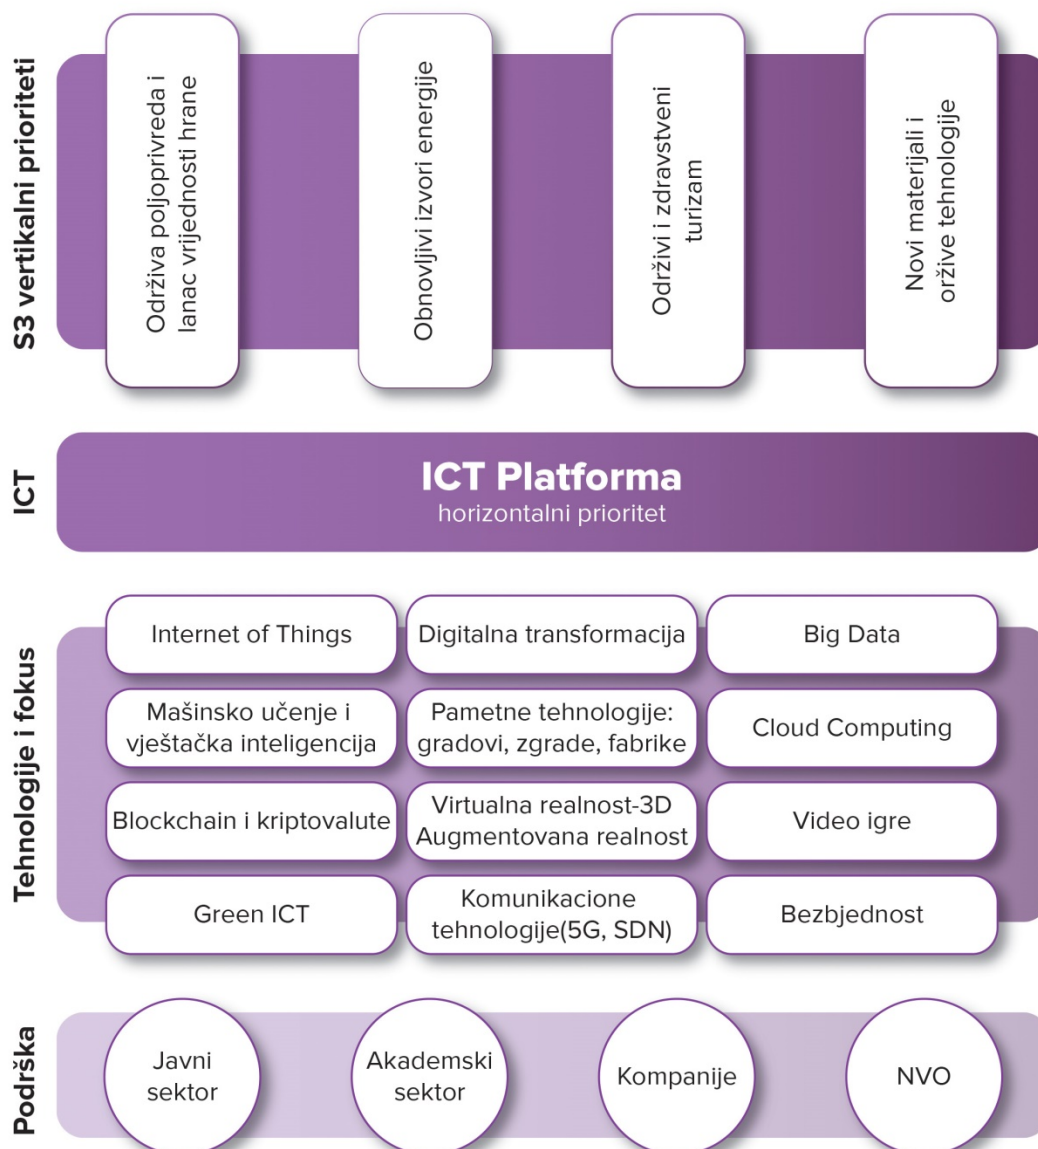 S3 vertikalni prioriteti
Održiva poljoprivreda i
lanac vrijednosti hrane
Obnovljivi izvori energije
Održivi i zdravstveni
turizam
Novi materijali i
oržive tehnologije
ICT
ICT Platforma
horizontalni prioritet
Tehnologije i fokus
Internet of Things
Digitalna transformacija
Big Data
Mašinsko učenje i
vještačka inteligencija
Pametne tehnologije:
gradovi, zgrade, fabrike
Cloud Computing
Blockchain i kriptovalute
Virtualna realnost-3D
Augmentovana realnost
Video igre
Green ICT
Komunikacione
tehnologije(5G, SDN)
Bezbjednost
Podrška
Javni
sektor
Akademski
sektor
Kompanije
NVO